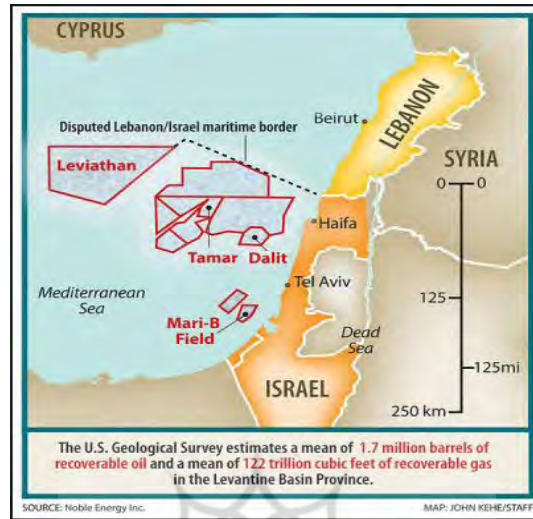 CYPRUS
Disputed Lebanon/Israel maritime border
Beirut
LEBANON
Leviathan
SYRIA
0 0
Haifa
Tamar Dalit
Mediterranean
Sea
Tel Aviv
125
Mari-B
Field
Dead
Sea
125mi
ISRAEL
250 km
The U.S. Geological Survey estimates a mean of 1.7 million barrels of
recoverable oil and a mean of 122 trillion cubic feet of recoverable gas
in the Levantine Basin Province.
SOURCE: Noble Energy Inc. MAP: JOHN KEHE/STAFF